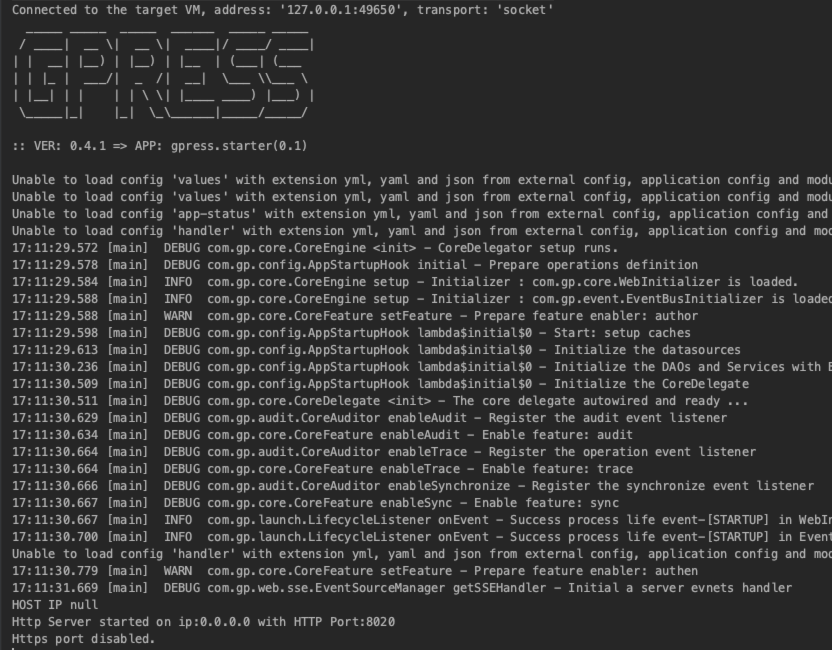 Connected to the target VM, address: '127.0.0.1:49650', transport: 'socket'
GPRESS
:: VER: 0.4.1 => APP: gpress.starter(0.1)
Unable to load config 'values' with extension yml, yaml and json from external config, application config and modu
Unable to load config 'values' with extension yml, yaml and json from external config, application config and modu
Unable to load config 'app-status' with extension yml, yaml and json from external config, application config and
Unable to load config 'handler' with extension yml, yaml and json from external config, application config and mod
17:11:29.572 [main]  DEBUG com.gp.core.CoreEngine <init> - CoreDelegator setup runs.
17:11:29.578 [main]  DEBUG com.gp.config.AppStartupHook initial - Prepare operations definition
17:11:29.584 [main]  INFO  com.gp.core.CoreEngine setup - Initializer : com.gp.core.WebInitializer is loaded.
17:11:29.588 [main]  INFO  com.gp.core.CoreEngine setup - Initializer : com.gp.event.EventBusInitializer is loaded
17:11:29.588 [main]  WARN  com.gp.core.CoreFeature setFeature - Prepare feature enabler: author
17:11:29.598 [main]  DEBUG com.gp.config.AppStartupHook lambda$initial$0 - Start: setup caches
17:11:29.613 [main]  DEBUG com.gp.config.AppStartupHook lambda$initial$0 - Initialize the datasources
17:11:30.236 [main]  DEBUG com.gp.config.AppStartupHook lambda$initial$0 - Initialize the DAOs and Services with
17:11:30.509 [main]  DEBUG com.gp.config.AppStartupHook lambda$initial$0 - Initialize the CoreDelegate
17:11:30.511 [main]  DEBUG com.gp.core.CoreDelegate <init> - The core delegate autowired and ready ...
17:11:30.629 [main]  DEBUG com.gp.audit.CoreAuditor enableAudit - Register the audit event listener
17:11:30.634 [main]  DEBUG com.gp.core.CoreFeature enableAudit - Enable feature: audit
17:11:30.664 [main]  DEBUG com.gp.audit.CoreAuditor enableTrace - Register the operation event listener
17:11:30.664 [main]  DEBUG com.gp.core.CoreFeature enableTrace - Enable feature: trace
17:11:30.666 [main]  DEBUG com.gp.audit.CoreAuditor enableSynchronize - Register the synchronize event listener
17:11:30.667 [main]  DEBUG com.gp.core.CoreFeature enableSync - Enable feature: sync
17:11:30.667 [main]  INFO  com.gp.launch.LifecycleListener onEvent - Success process life event-[STARTUP] in WebIn
17:11:30.700 [main]  INFO  com.gp.launch.LifecycleListener onEvent - Success process life event-[STARTUP] in Event
Unable to load config 'handler' with extension yml, yaml and json from external config, application config and mod
17:11:30.779 [main]  WARN  com.gp.core.CoreFeature setFeature - Prepare feature enabler: authen
17:11:31.669 [main]  DEBUG com.gp.web.sse.EventSourceManager getSSEHandler - Initial a server evnets handler
HOST IP null
Http Server started on ip:0.0.0.0 with HTTP Port:8020
Https port disabled.